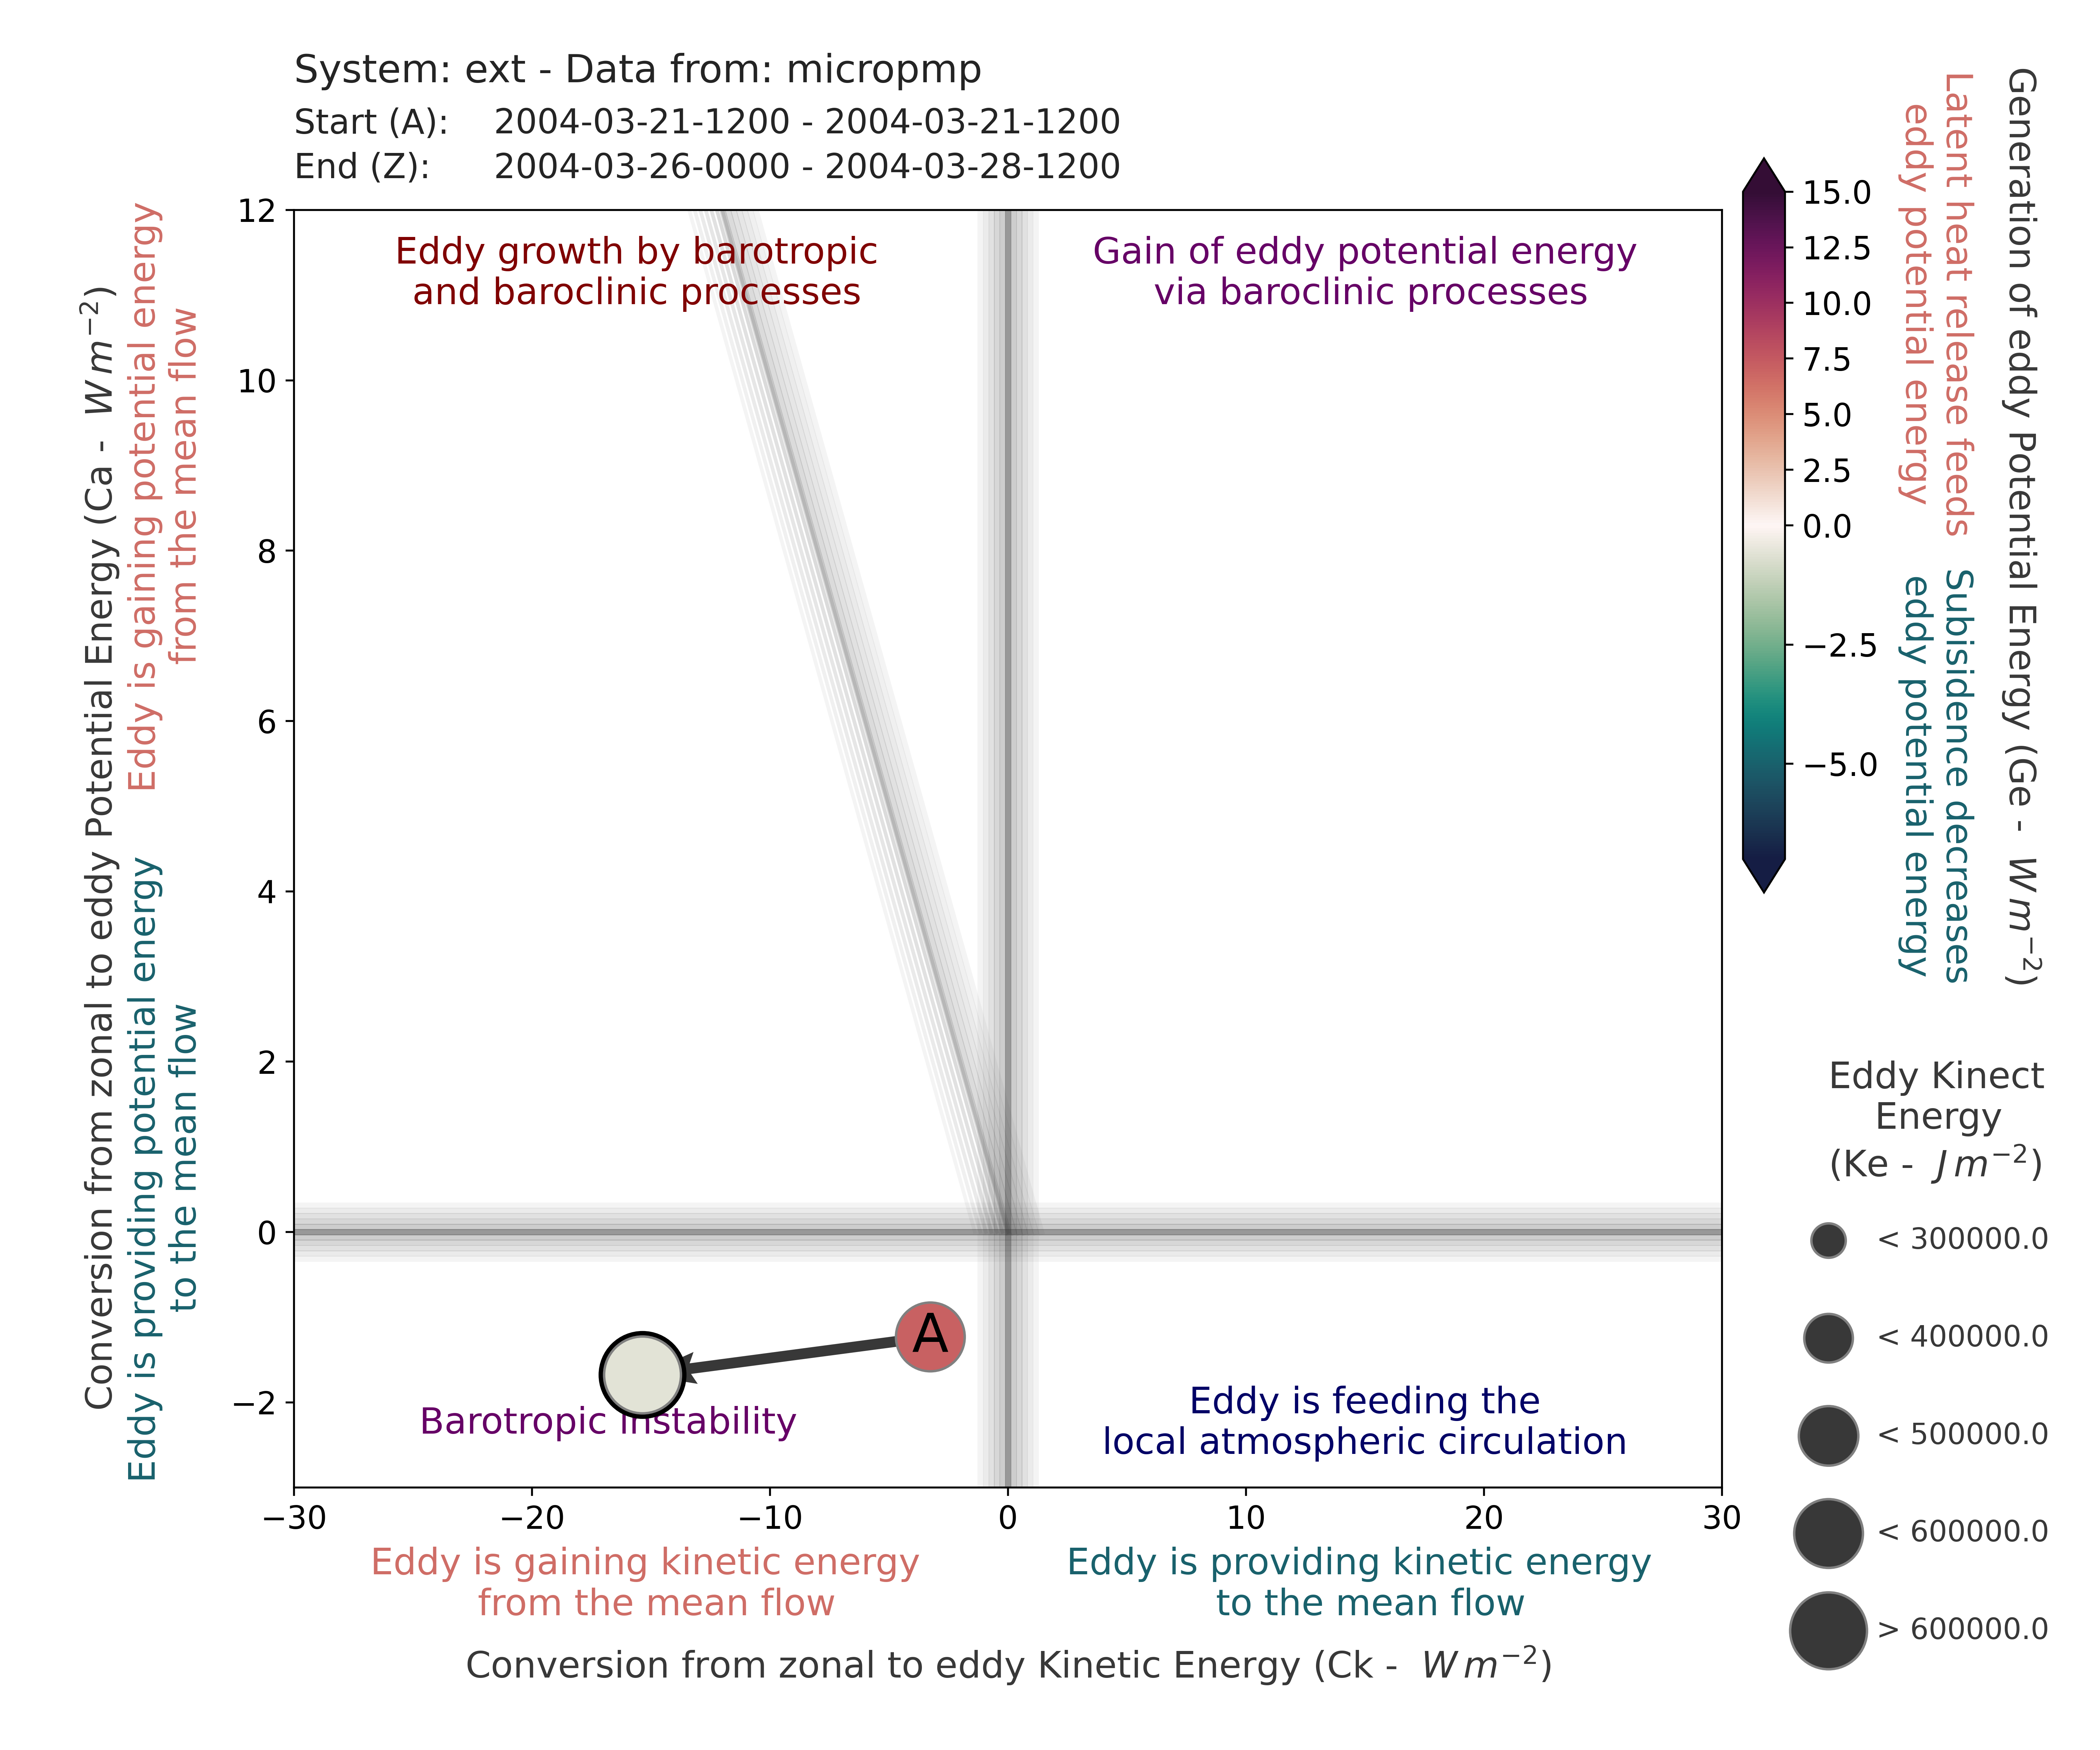 System: ext - Data from: micropmp
Start (A): 2004-03-21-1200 - 2004-03-21-1200
End (Z): 2004-03-26-0000 - 2004-03-28-1200
Conversion from zonal to eddy Potential Energy (Ca - W m⁻²)
Eddy is gaining potential energy
from the mean flow
Eddy is providing potential energy
to the mean flow
12
10
8
6
4
2
0
−2
Eddy growth by barotropic
and baroclinic processes
Gain of eddy potential energy
via baroclinic processes
A
Barotropic instability
Eddy is feeding the
local atmospheric circulation
−30
−20
−10
0
10
20
30
Eddy is gaining kinetic energy
from the mean flow
Eddy is providing kinetic energy
to the mean flow
Conversion from zonal to eddy Kinetic Energy (Ck - W m⁻²)
15.0
12.5
10.0
7.5
5.0
2.5
0.0
−2.5
−5.0
Latent heat release feeds
eddy potential energy
Subisidence decreases
eddy potential energy
Generation of eddy Potential Energy (Ge - W m⁻²)
Eddy Kinect
Energy
(Ke - J m⁻²)
< 300000.0
< 400000.0
< 500000.0
< 600000.0
> 600000.0